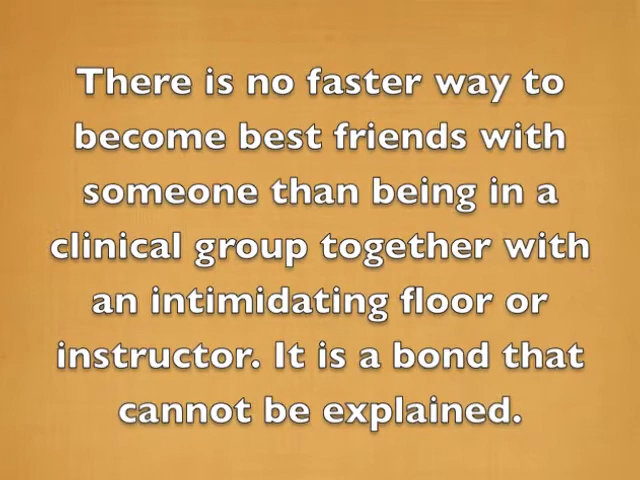 There is no faster way to
become best friends with
someone than being in a
clinical group together with
an intimidating floor or
instructor. It is a bond that
cannot be explained.